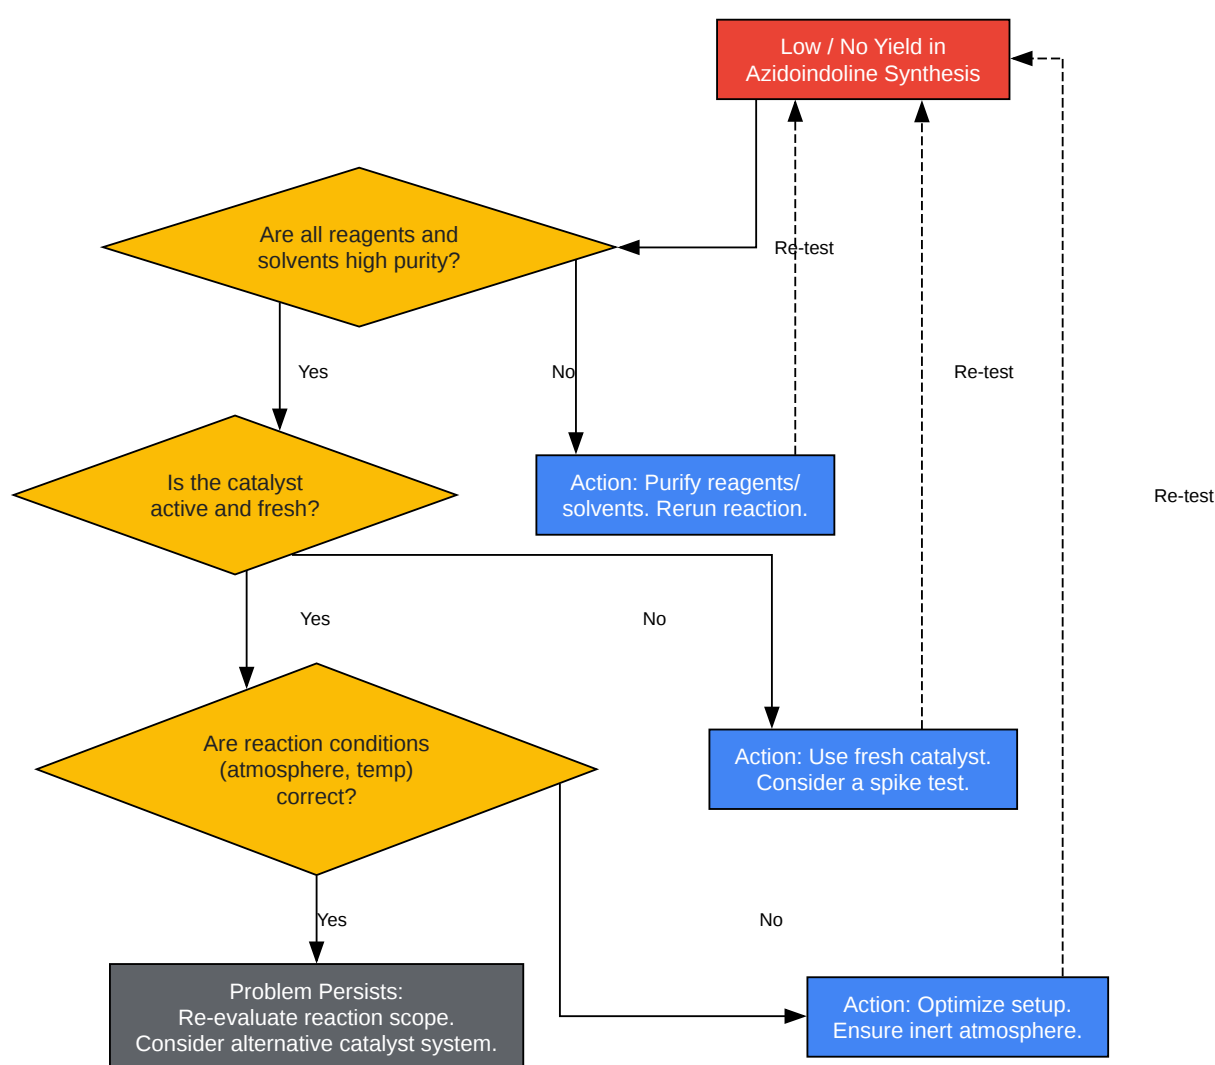 Low / No Yield in
Azidoindoline Synthesis
Are all reagents and
solvents high purity?
Re-test
Yes
No
Re-test
Is the catalyst
active and fresh?
Action: Purify reagents/
solvents. Rerun reaction.
Re-test
Yes
No
Are reaction conditions
(atmosphere, temp)
correct?
Action: Use fresh catalyst.
Consider a spike test.
Yes
No
Problem Persists:
Re-evaluate reaction scope.
Consider alternative catalyst system.
Action: Optimize setup.
Ensure inert atmosphere.